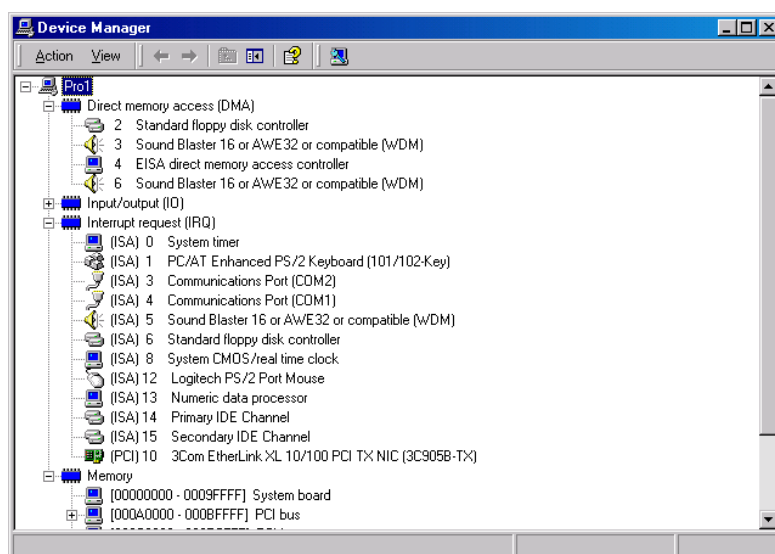 Device Manager
Action View
Pro1
Direct memory access (DMA)
2 Standard floppy disk controller
3 Sound Blaster 16 or AWE32 or compatible (WDM)
4 EISA direct memory access controller
6 Sound Blaster 16 or AWE32 or compatible (WDM)
Input/output (IO)
Interrupt request (IRQ)
(ISA) 0 System timer
(ISA) 1 PC/AT Enhanced PS/2 Keyboard (101/102-Key)
(ISA) 3 Communications Port (COM2)
(ISA) 4 Communications Port (COM1)
(ISA) 5 Sound Blaster 16 or AWE32 or compatible (WDM)
(ISA) 6 Standard floppy disk controller
(ISA) 8 System CMOS/real time clock
(ISA) 12 Logitech PS/2 Port Mouse
(ISA) 13 Numeric data processor
(ISA) 14 Primary IDE Channel
(ISA) 15 Secondary IDE Channel
(PCI) 10 3Com EtherLink XL 10/100 PCI TX NIC (3C905B-TX)
Memory
[00000000 - 0009FFFF] System board
[000A0000 - 000BFFFF] PCI bus